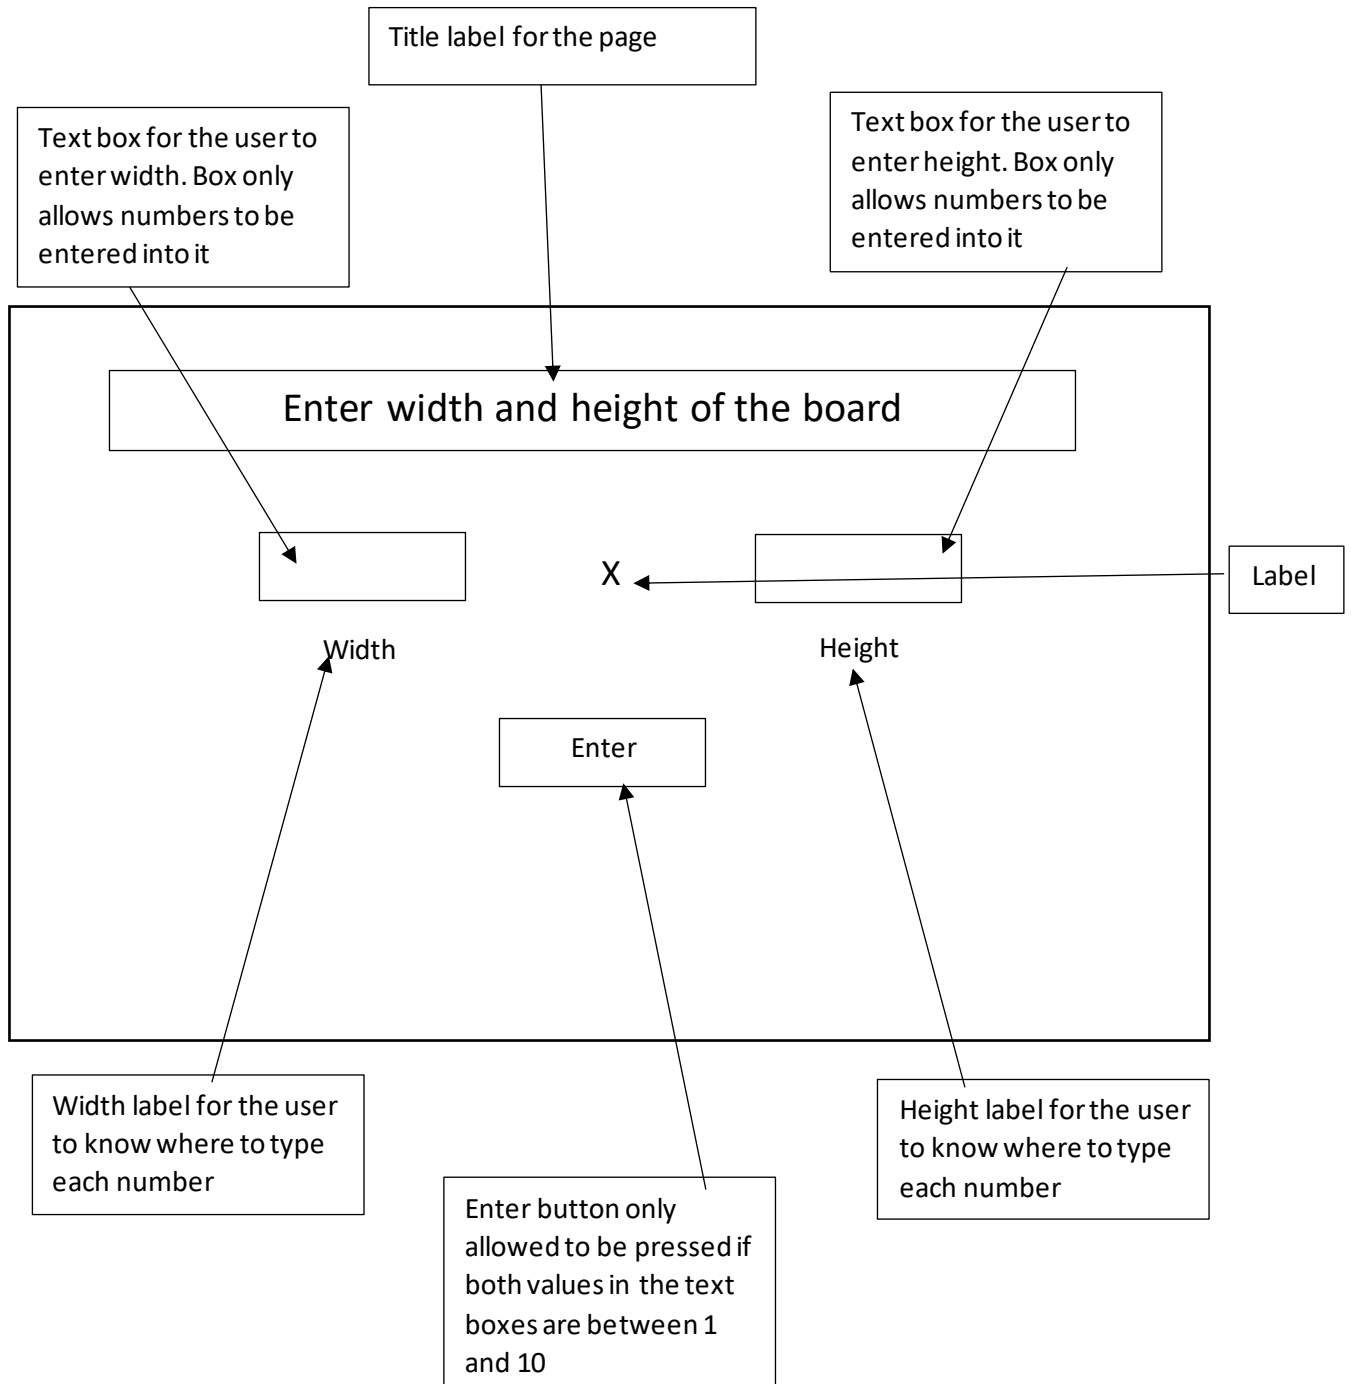 Title label for the page
Text box for the user to
enter width. Box only
allows numbers to be
entered into it
Text box for the user to
enter height. Box only
allows numbers to be
entered into it
Enter width and height of the board
X
Label
Width
Height
Enter
Width label for the user
to know where to type
each number
Height label for the user
to know where to type
each number
Enter button only
allowed to be pressed if
both values in the text
boxes are between 1
and 10